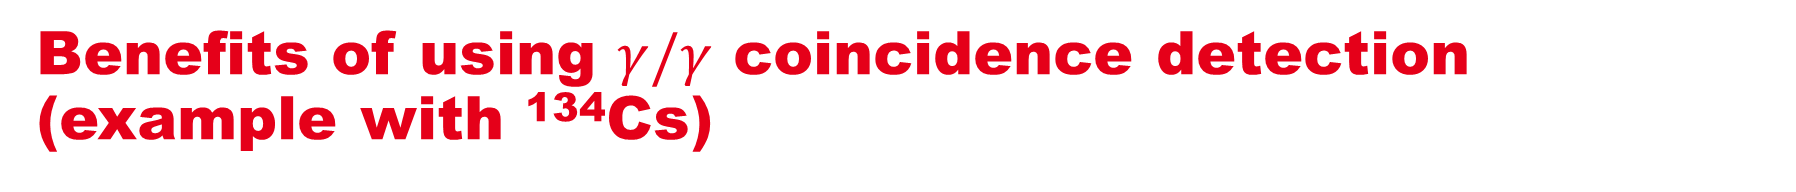 Benefits of using γ/γ coincidence detection
(example with ¹³⁴Cs)